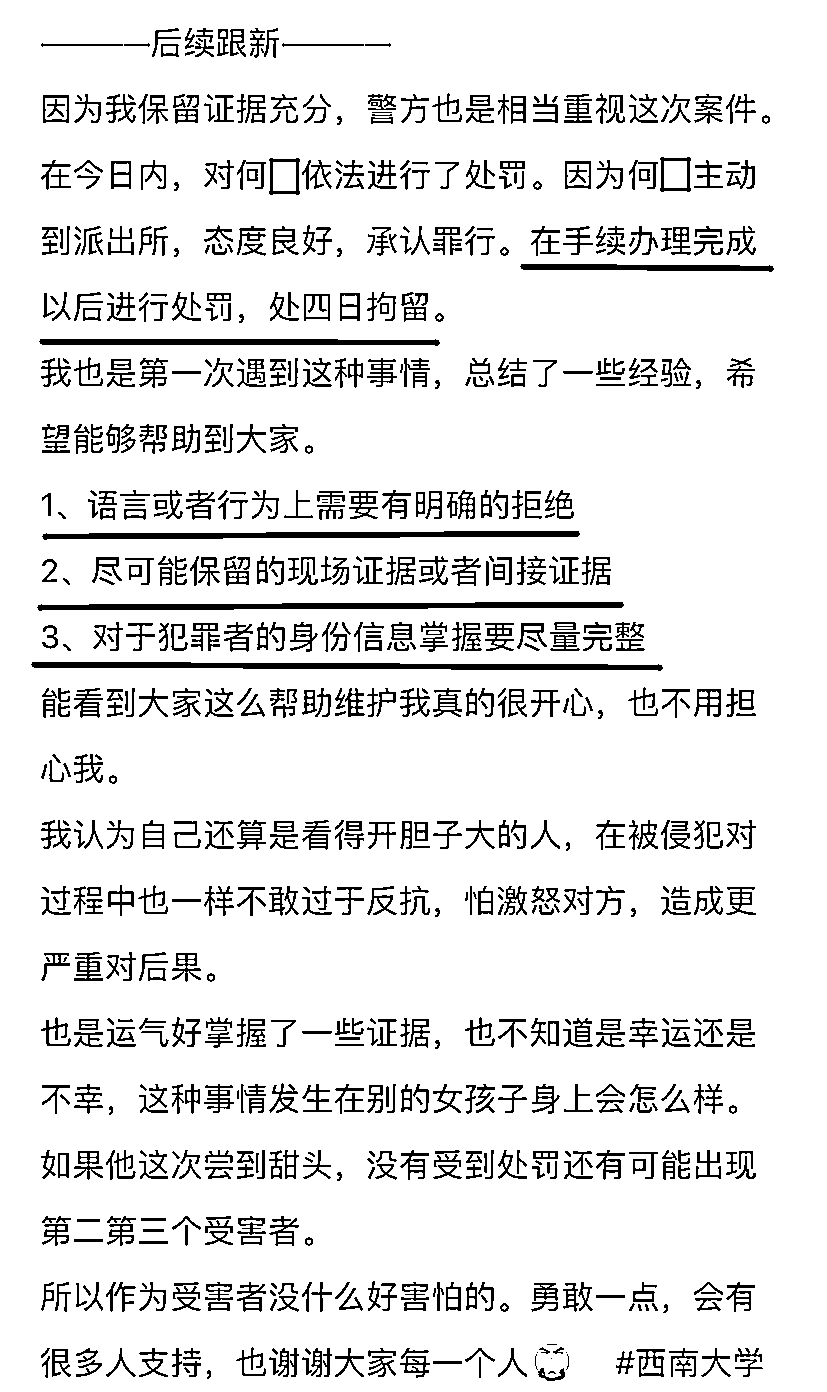 ————后续跟新————
因为我保留证据充分，警方也是相当重视这次案件。
在今日内，对何□依法进行了处罚。因为何□主动
到派出所，态度良好，承认罪行。在手续办理完成
以后进行处罚，处四日拘留。
我也是第一次遇到这种事情，总结了一些经验，希
望能够帮助到大家。
1、语言或者行为上需要有明确的拒绝
2、尽可能保留的现场证据或者间接证据
3、对于犯罪者的身份信息掌握要尽量完整
能看到大家这么帮助维护我真的很开心，也不用担
心我。
我认为自己还算是看得开胆子大的人，在被侵犯对
过程中也一样不敢过于反抗，怕激怒对方，造成更
严重对后果。
也是运气好掌握了一些证据，也不知道是幸运还是
不幸，这种事情发生在别的女孩子身上会怎么样。
如果他这次尝到甜头，没有受到处罚还有可能出现
第二第三个受害者。
所以作为受害者没什么好害怕的。勇敢一点，会有
很多人支持，也谢谢大家每一个人 #西南大学